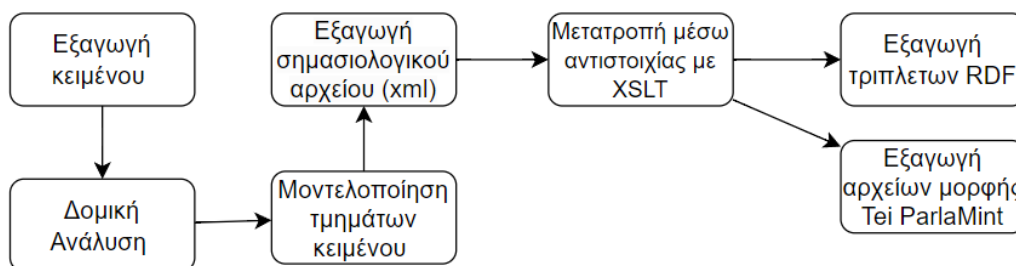 Εξαγωγή
κειμένου
Δομική
Ανάλυση
Μοντελοποίηση
τμημάτων
κειμένου
Εξαγωγή
σημασιολογικού
αρχείου (xml)
Μετατροπή μέσω
αντιστοιχίας με
XSLT
Εξαγωγή
τριπλετων RDF
Εξαγωγή
αρχείων μορφής
Tei ParlaMint